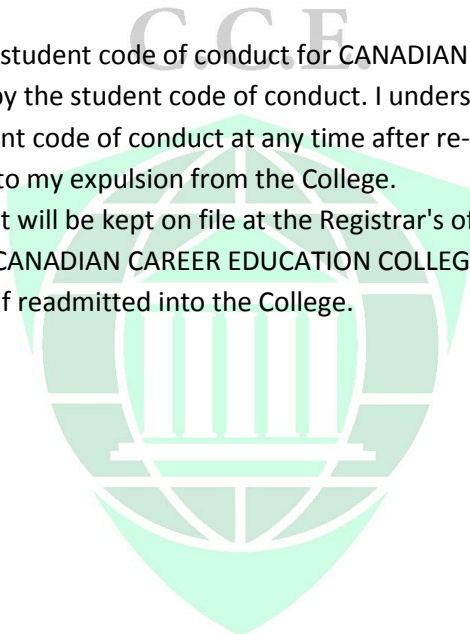 C.C.E.
student code of conduct for CANADIAN
by the student code of conduct. I unders
nt code of conduct at any time after re-
to my expulsion from the College.
t will be kept on file at the Registrar's of
CANADIAN CAREER EDUCATION COLLEG
if readmitted into the College.